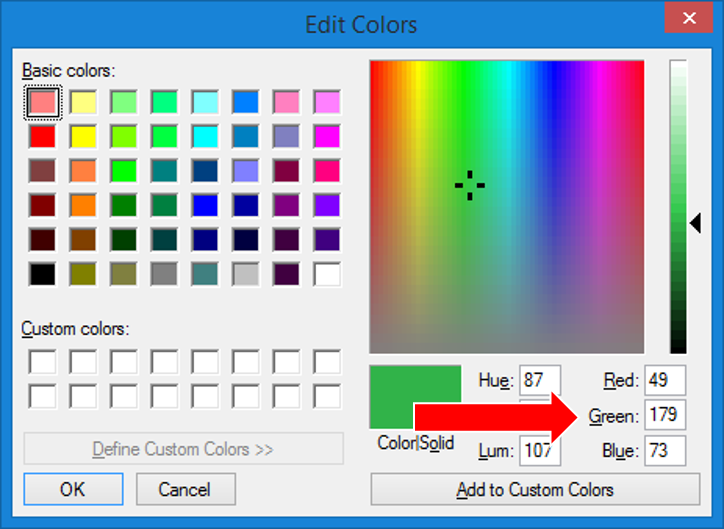 Edit Colors
Basic colors:
Custom colors:
Define Custom Colors >>
OK
Cancel
Color|Solid
Hue: 87
Lum: 107
Red: 49
Green: 179
Blue: 73
Add to Custom Colors